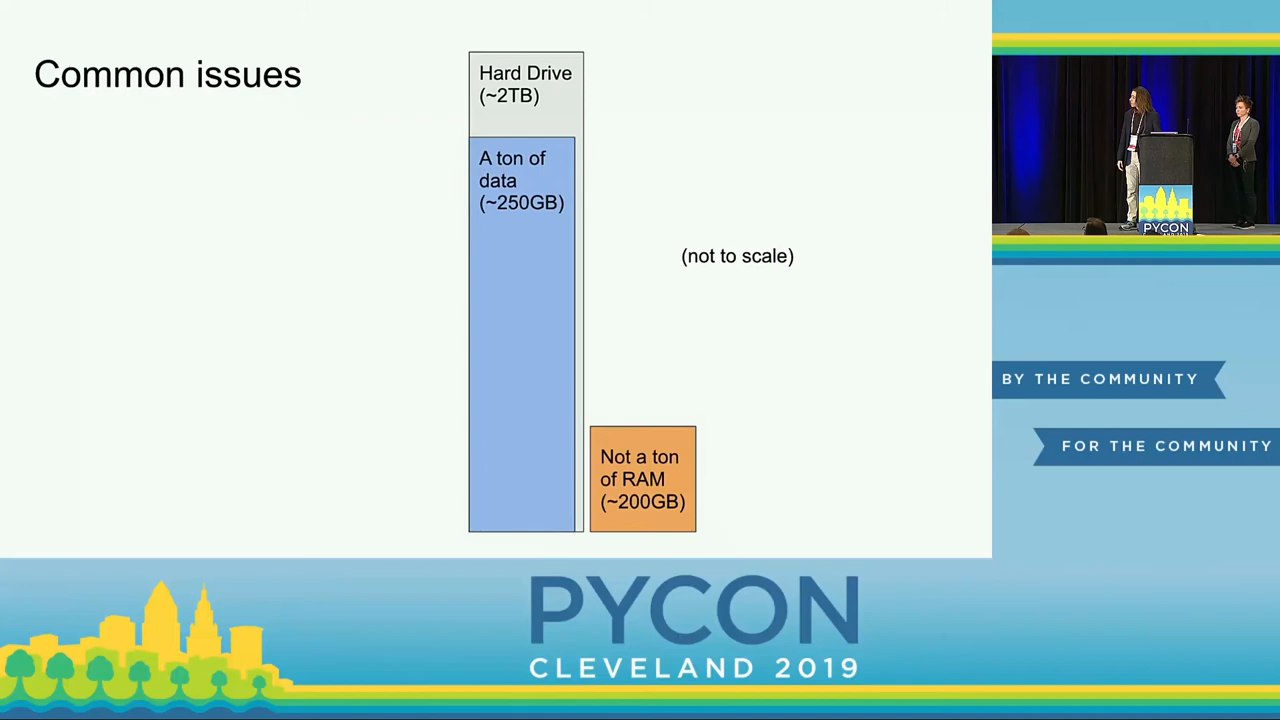 Common issues
Hard Drive
(~2TB)
A ton of
data
(~250GB)
(not to scale)
Not a ton
of RAM
(~200GB)
PYCON
BY THE COMMUNITY
FOR THE COMMUNITY
PYCON
CLEVELAND 2019